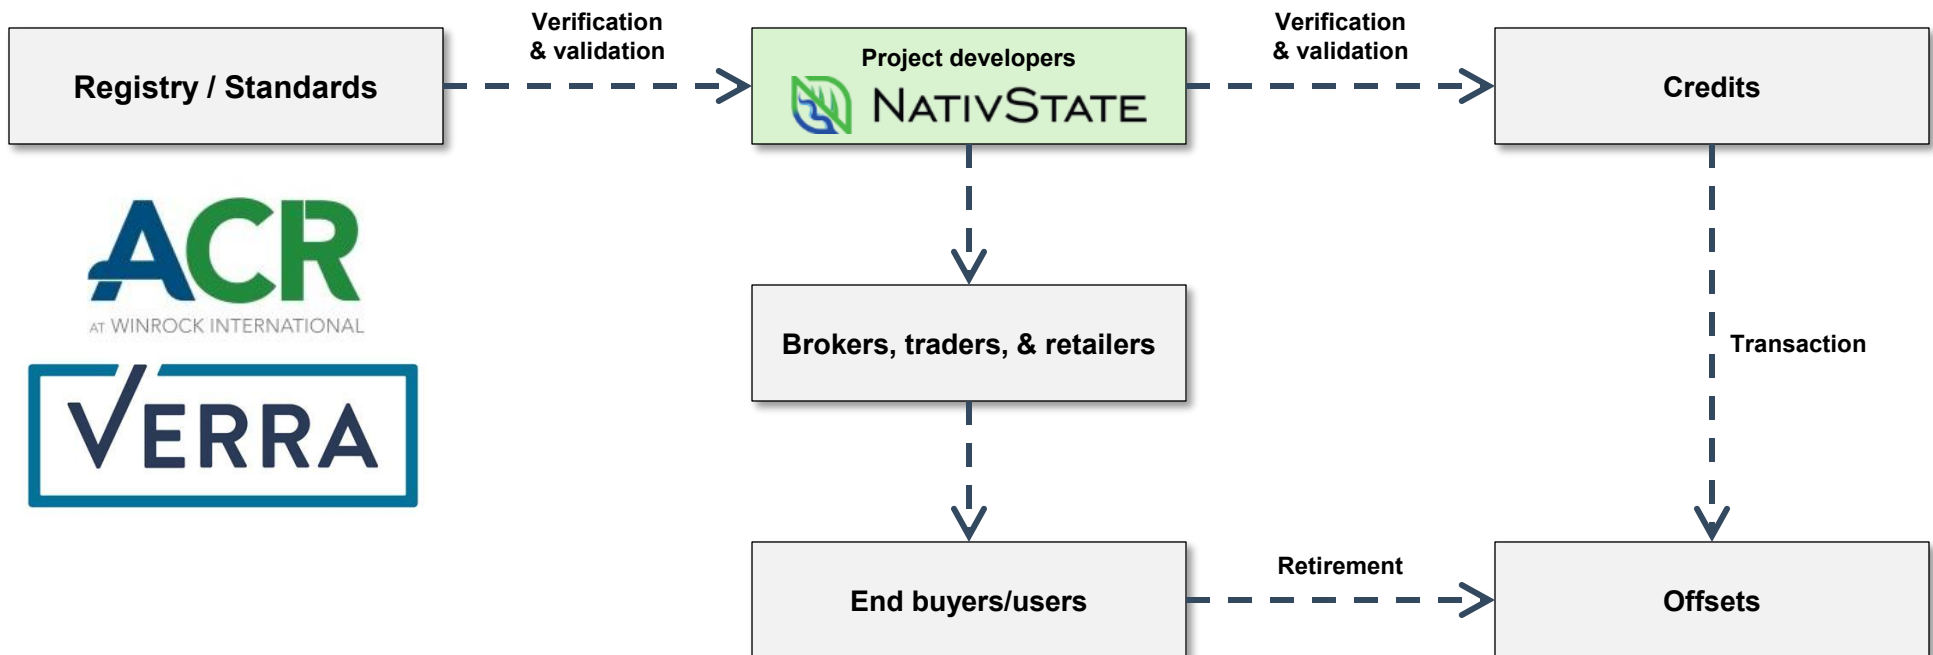 Verification
& validation
Verification
& validation
Registry / Standards
Project developers
NATIVSTATE
Credits
ACR
AT WINROCK INTERNATIONAL
Brokers, traders, & retailers
Transaction
VERRA
End buyers/users
Retirement
Offsets